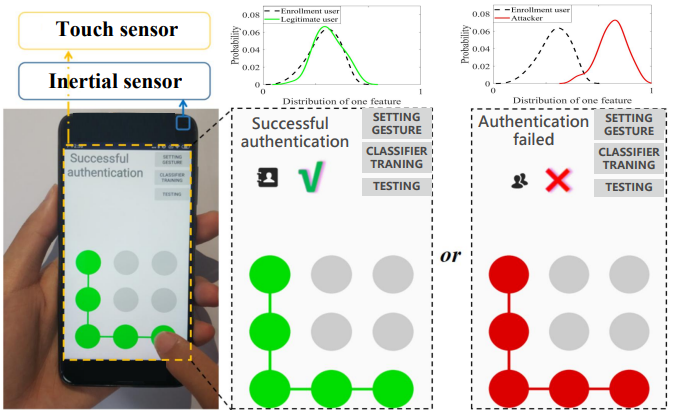 Touch sensor
Inertial sensor
Successful
authentication
SETTING
GESTURE
CLASSIFIER
TRANING
TESTING
0.08
0.06
0.04
0.02
0
Probability
Enrollment user
Legitimate user
0
1
Distribution of one feature
Successful
authentication
SETTING
GESTURE
CLASSIFIER
TRANING
TESTING
or
0.08
0.06
0.04
0.02
0
Probability
Enrollment user
Attacker
0
1
Distribution of one feature
Authentication
failed
SETTING
GESTURE
CLASSIFIER
TRANING
TESTING